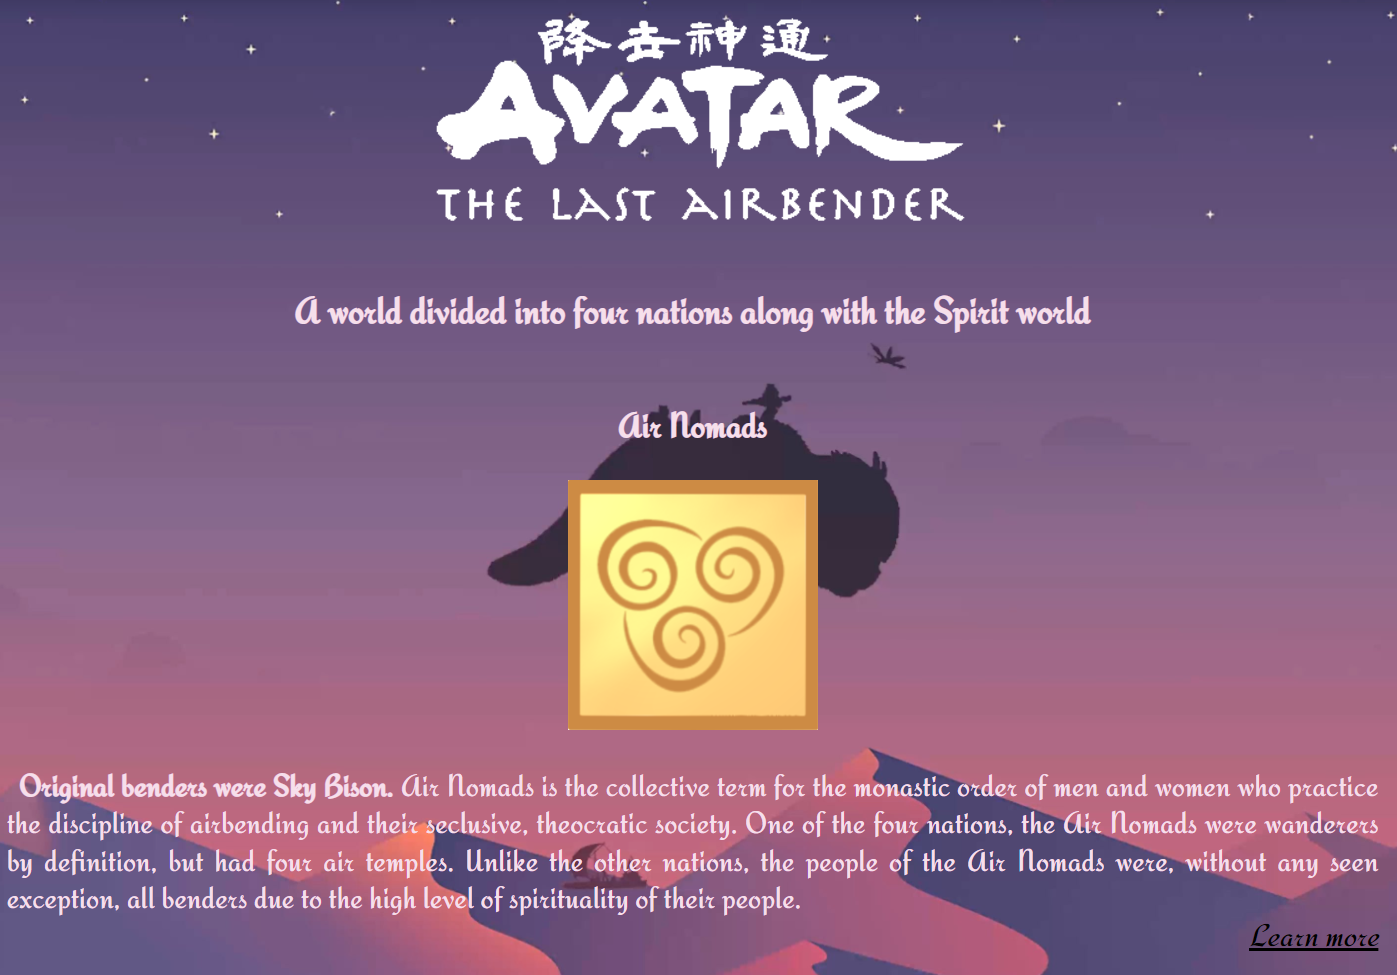 降去神通
AVATAR
THE LAST AIRBENDER
A world divided into four nations along with the Spirit world
Air Nomads
Original benders were Sky Bison. Air Nomads is the collective term for the monastic order of men and women who practice
the discipline of airbending and their seclusive, theocratic society. One of the four nations, the Air Nomads were wanderers
by definition, but had four air temples. Unlike the other nations, the people of the Air Nomads were, without any seen
exception, all benders due to the high level of spirituality of their people.
Learn more